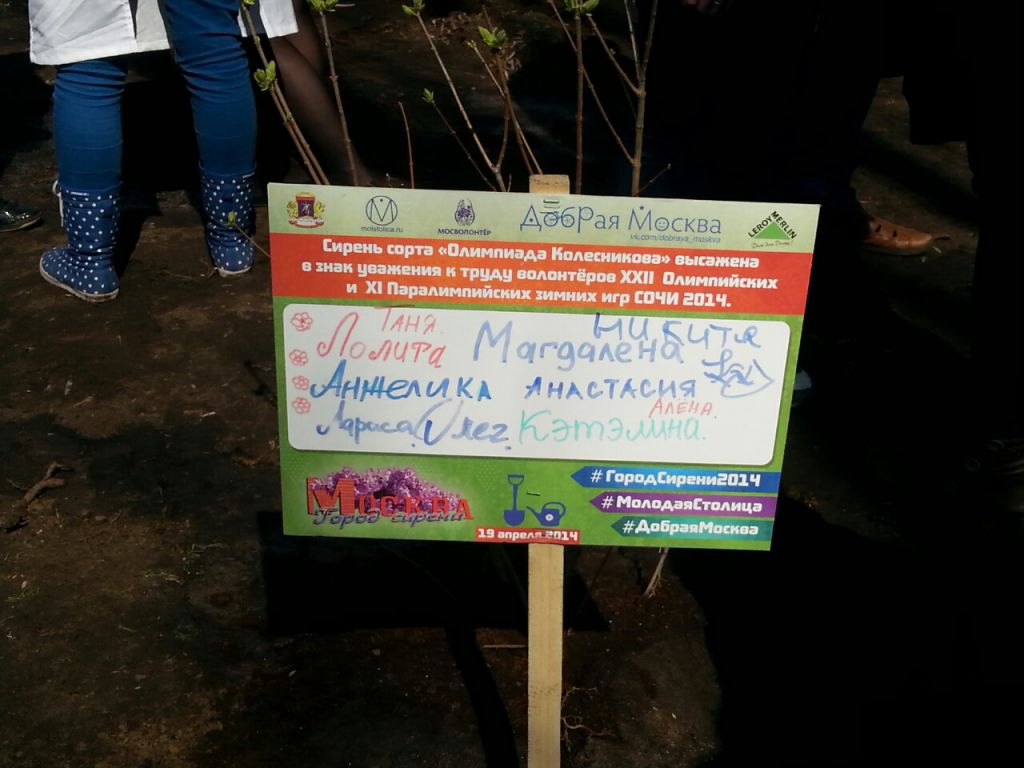 molstolica.ru
МОСВОЛОНТЁР
Добрая Москва
vk.com/dobraya_moskva
LEROY MERLIN
Сирень сорта «Олимпиада Колесникова» высажена
в знак уважения к труду волонтёров XXII Олимпийских
и XI Паралимпийских зимних игр СОЧИ 2014.
Таня. Никита
Лолита Магдалена
Анжелика Анастасия
Алёна.
Лариса, Олег Кэтэлина.
Москва
Город сирени
19 апреля 2014
#ГородСирени2014
#МолодаяСтолица
#ДобраяМосква